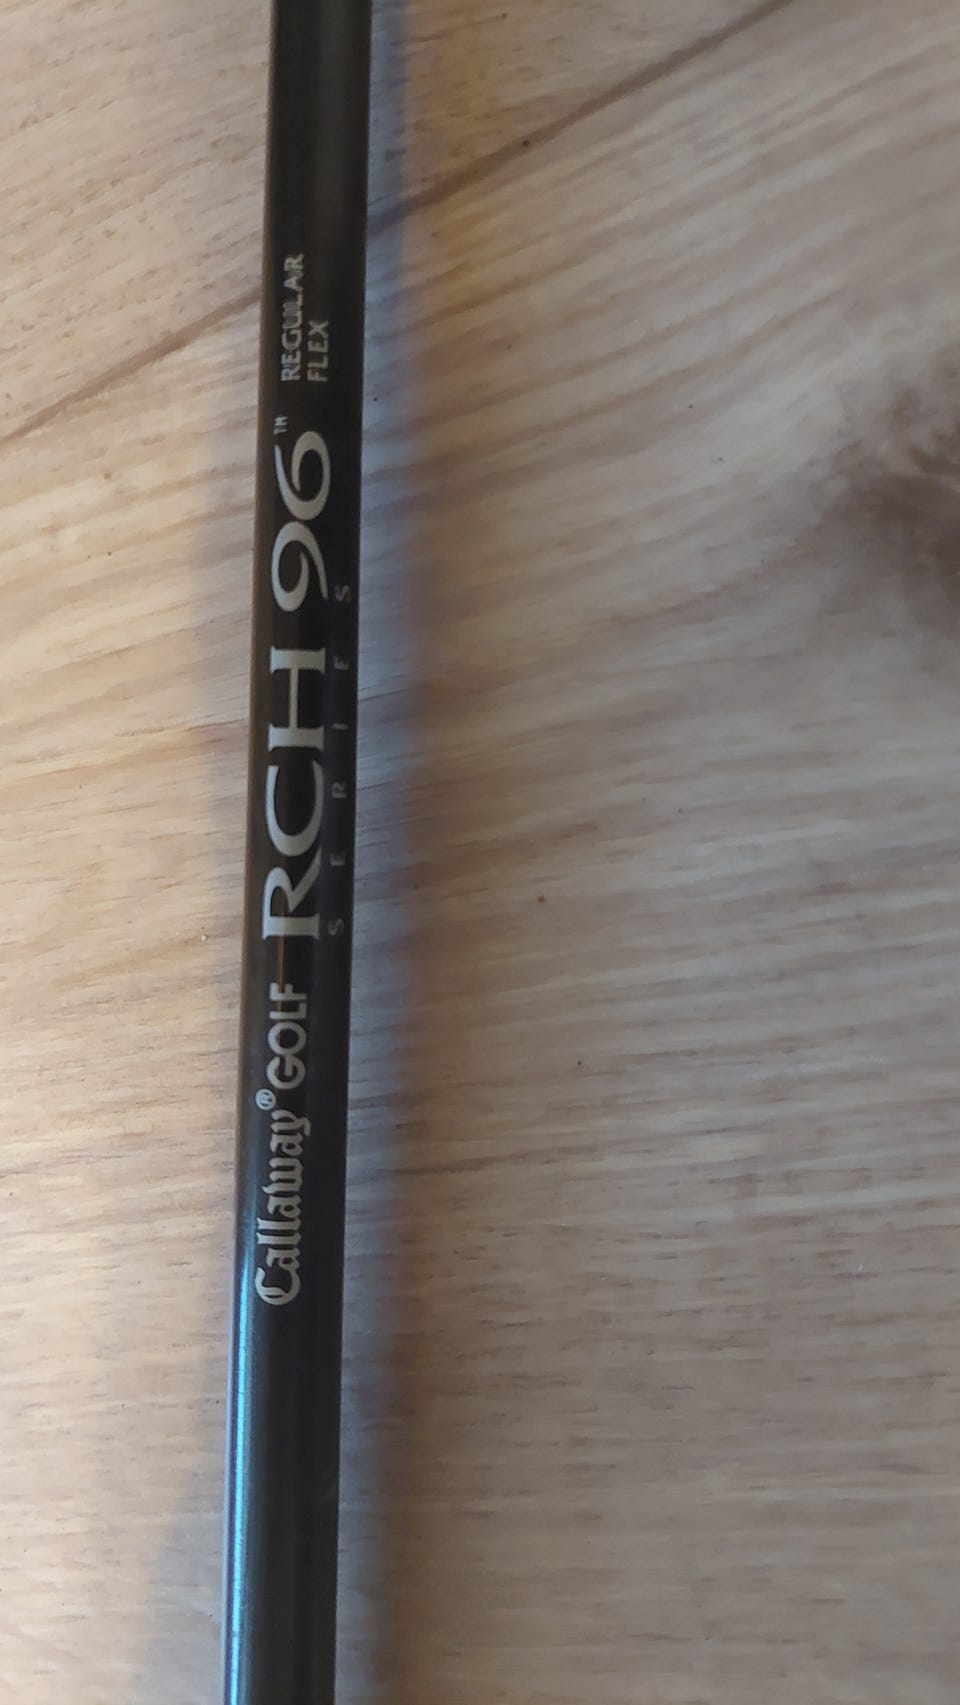 Callaway® GOLF RCH 96™ REGULAR
FLEX
SERIES